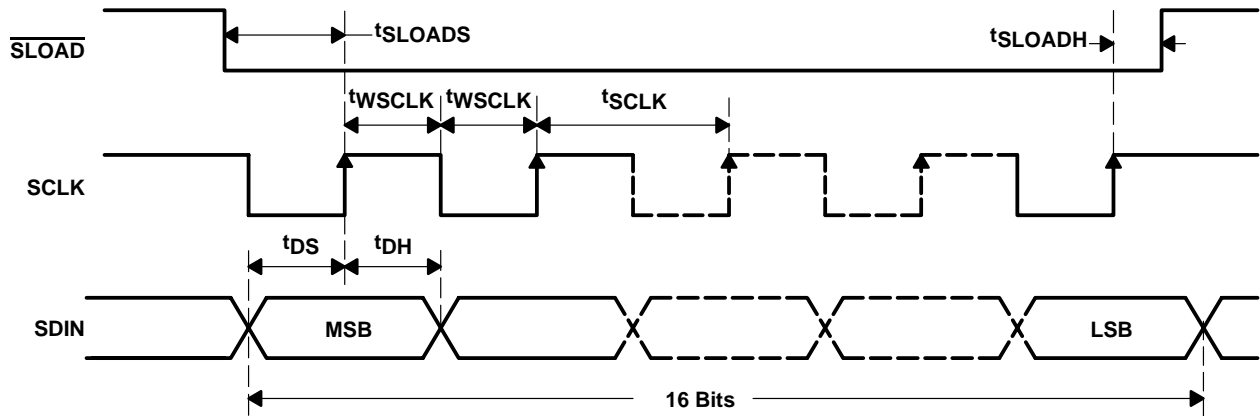 SLOAD
tSLOADS
tSLOADH
tWSCLK
tWSCLK
tSCLK
SCLK
tDS
tDH
SDIN
MSB
LSB
16 Bits